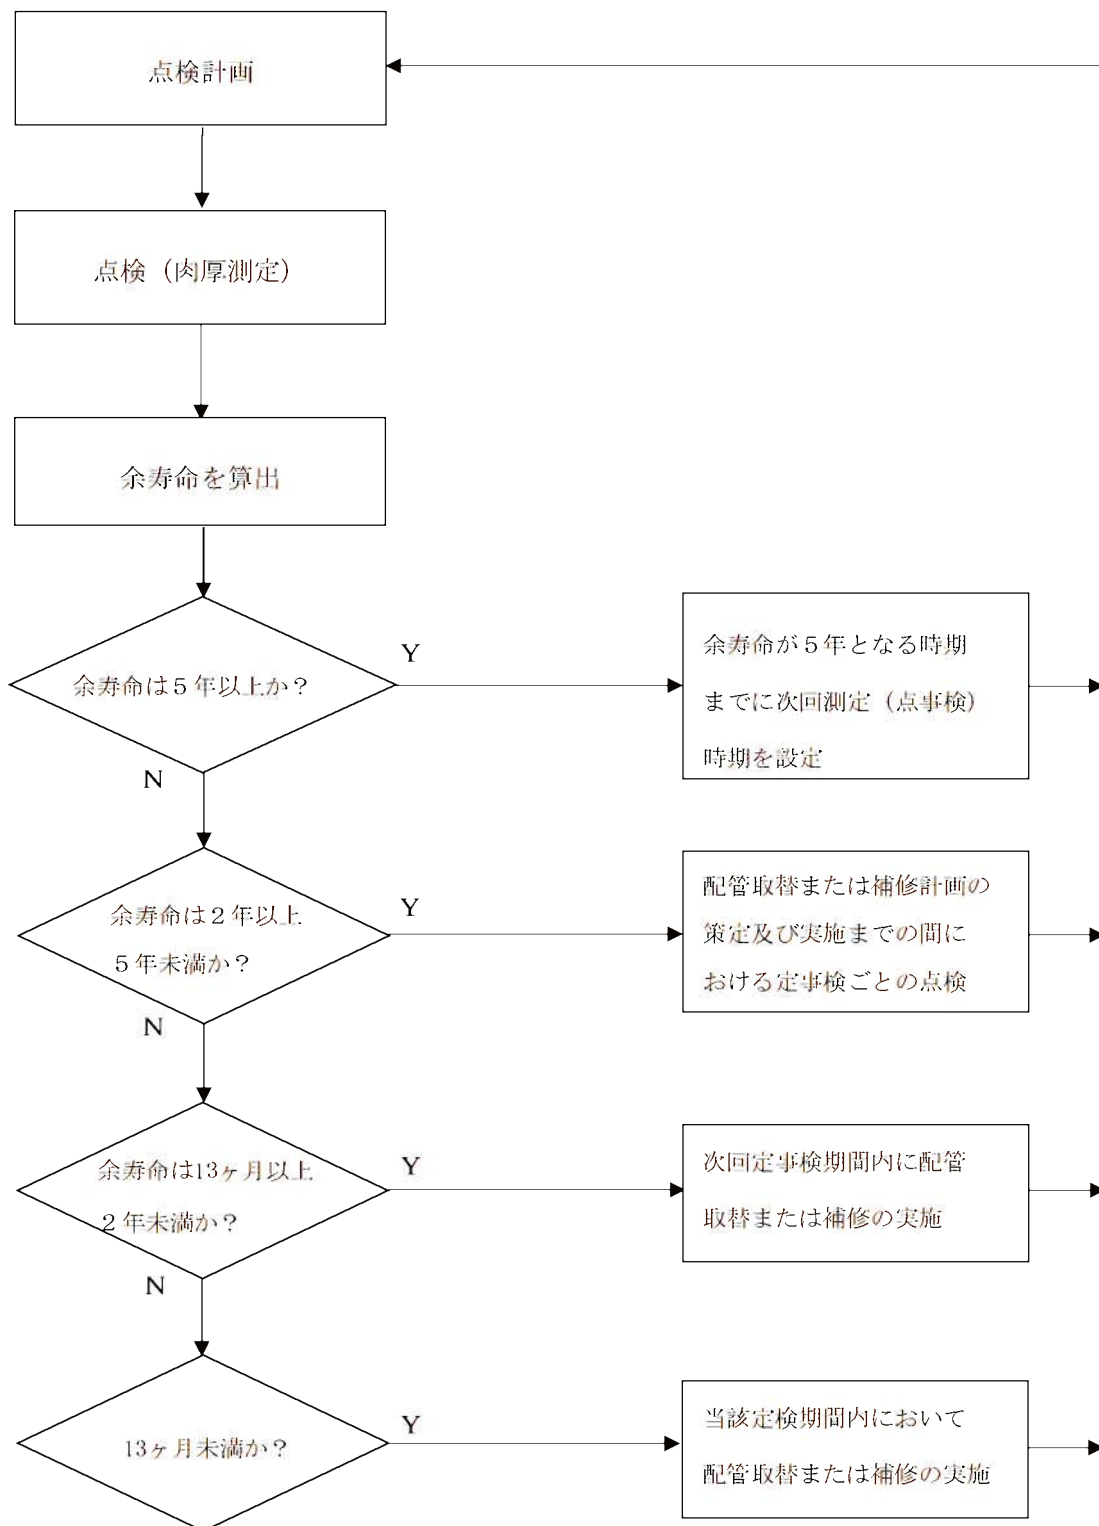 点検計画
点検（肉厚測定）
余寿命を算出
余寿命は５年以上か？
Y
余寿命が５年となる時期
までに次回測定（点事検）
時期を設定
N
余寿命は２年以上
５年未満か？
Y
配管取替または補修計画の
策定及び実施までの間に
おける定事検ごとの点検
N
余寿命は13ヶ月以上
２年未満か？
Y
次回定事検期間内に配管
取替または補修の実施
N
13ヶ月未満か？
Y
当該定検期間内において
配管取替または補修の実施